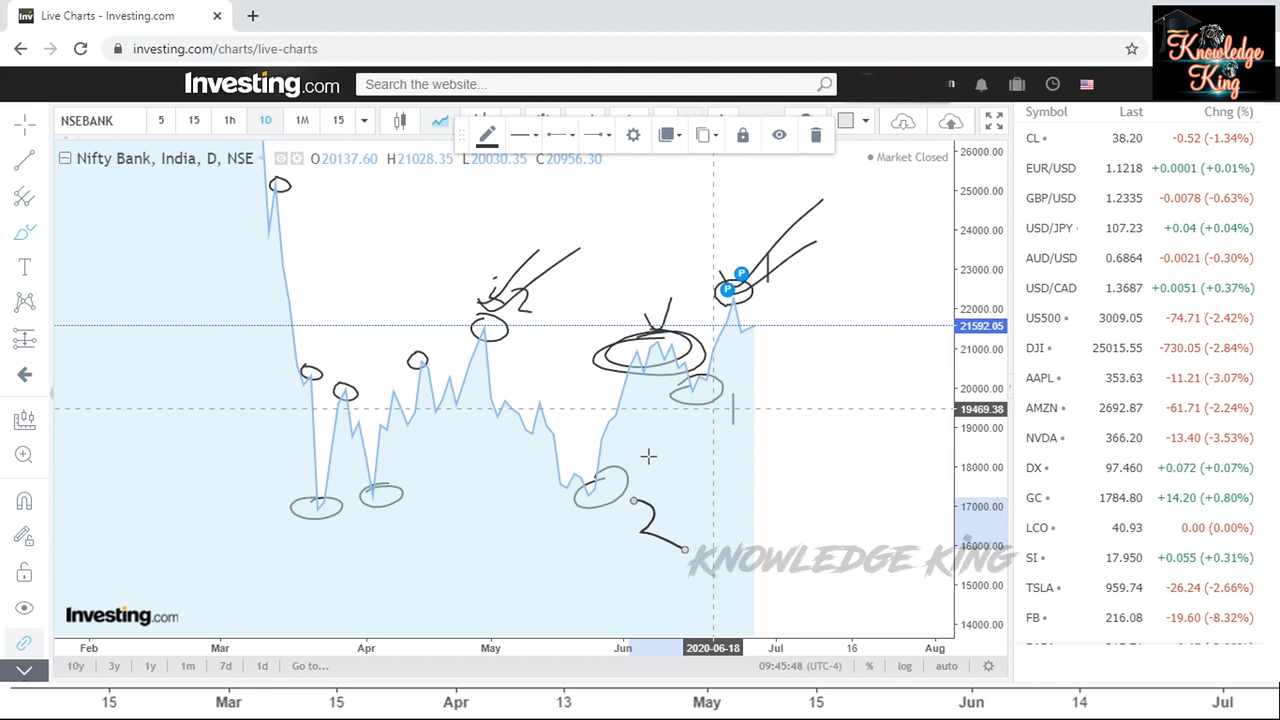 Live Charts - Investing.com
investing.com/charts/live-charts
Knowledge
King
Investing.com
Search the website...
n
NSEBANK
5
15
1h
1D
1M
15
Nifty Bank, India, D, NSE
O20137.60 H21028.35 L20030.35 C20956.30
Market Closed
26000.00
25000.00
24000.00
23000.00
22000.00
21592.05
21000.00
20000.00
19469.38
19000.00
18000.00
17000.00
16000.00
15000.00
14000.00
P
P
1
2
1
2
KNOWLEDGE KING
Investing.com
Feb
Mar
Apr
May
Jun
2020-06-18
Jul
16
Aug
10y
3y
1y
1m
7d
1d
Go to...
09:45:48 (UTC-4)
%
log
auto
Symbol Last Chng (%)
CL 38.20 -0.52 (-1.34%)
EUR/USD 1.1218 +0.0001 (+0.01%)
GBP/USD 1.2335 -0.0078 (-0.63%)
USD/JPY 107.23 +0.04 (+0.04%)
AUD/USD 0.6864 -0.0021 (-0.30%)
USD/CAD 1.3687 +0.0051 (+0.37%)
US500 3009.05 -74.71 (-2.42%)
DJI 25015.55 -730.05 (-2.84%)
AAPL 353.63 -11.21 (-3.07%)
AMZN 2692.87 -61.71 (-2.24%)
NVDA 366.20 -13.40 (-3.53%)
DX 97.460 +0.072 (+0.07%)
GC 1784.80 +14.20 (+0.80%)
LCO 40.93 0.00 (0.00%)
SI 17.950 +0.055 (+0.31%)
TSLA 959.74 -26.24 (-2.66%)
FB 216.08 -19.60 (-8.32%)
15
Mar
15
Apr
13
May
15
Jun
14
Jul